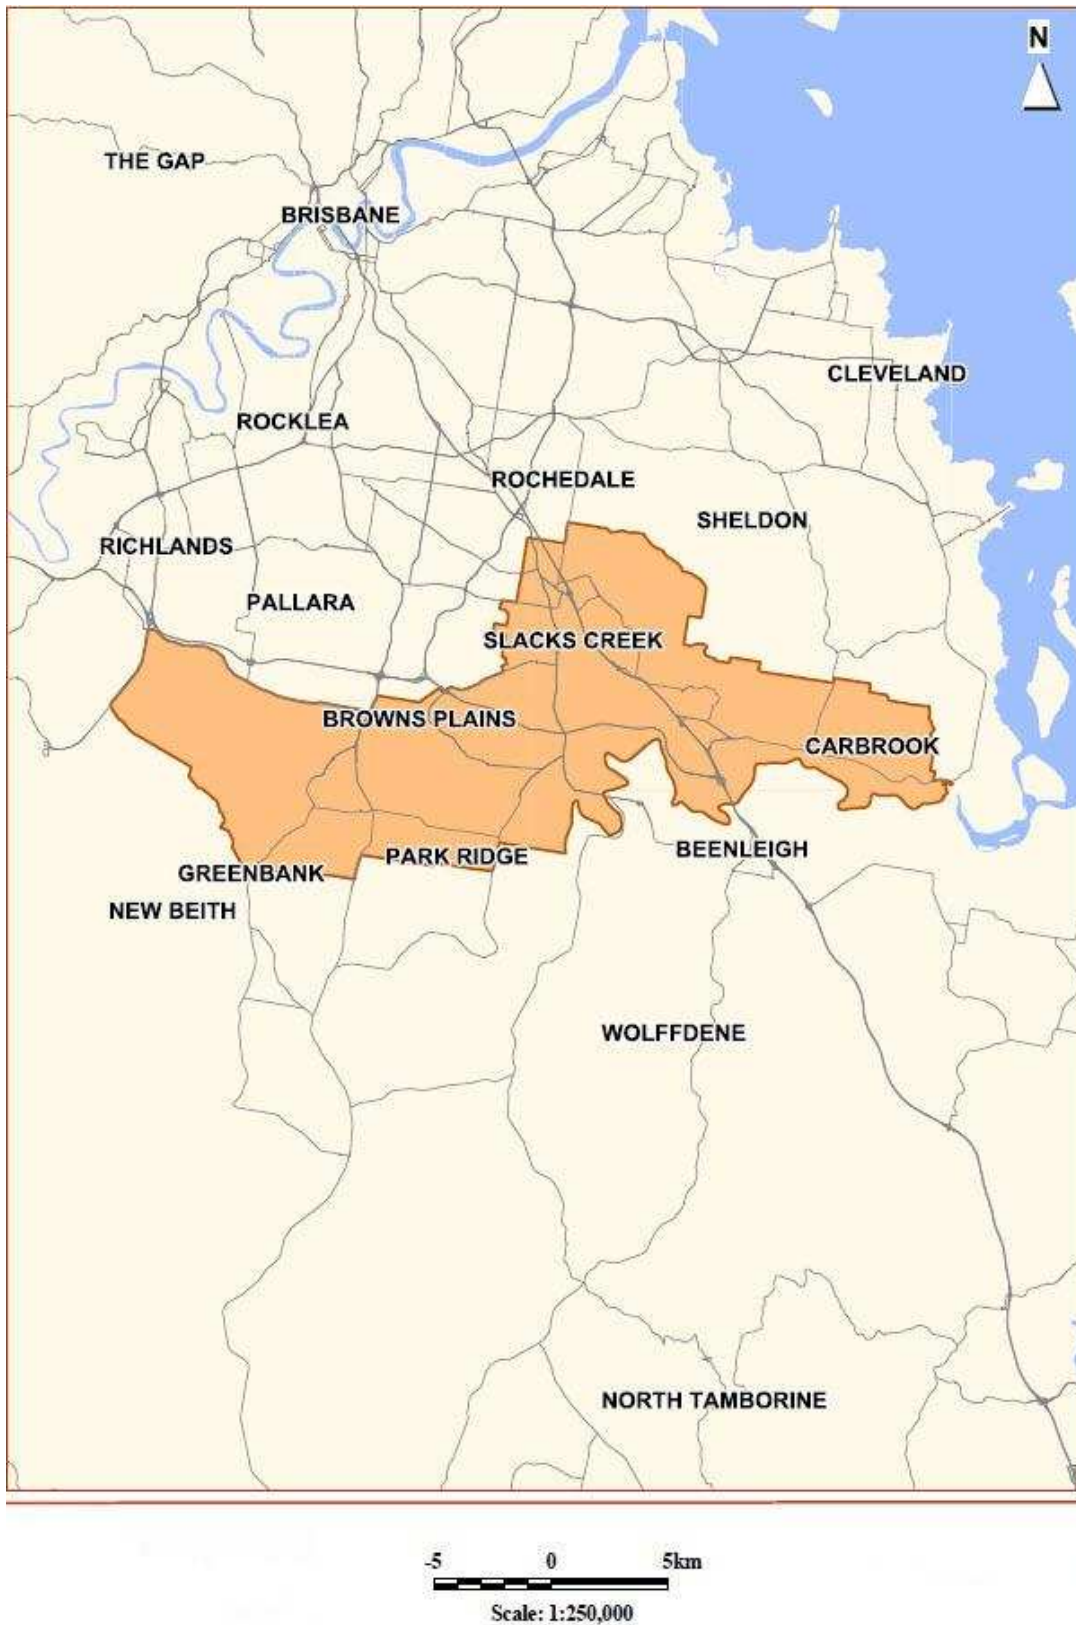 N
THE GAP
BRISBANE
CLEVELAND
ROCKLEA
ROCHEDALE
SHELDON
RICHLANDS
PALLARA
SLACKS CREEK
BROWNS PLAINS
CARBROOK
BEENLEIGH
PARK RIDGE
GREENBANK
NEW BEITH
WOLFFDENE
NORTH TAMBORINE
-5 0 5km
Scale: 1:250,000